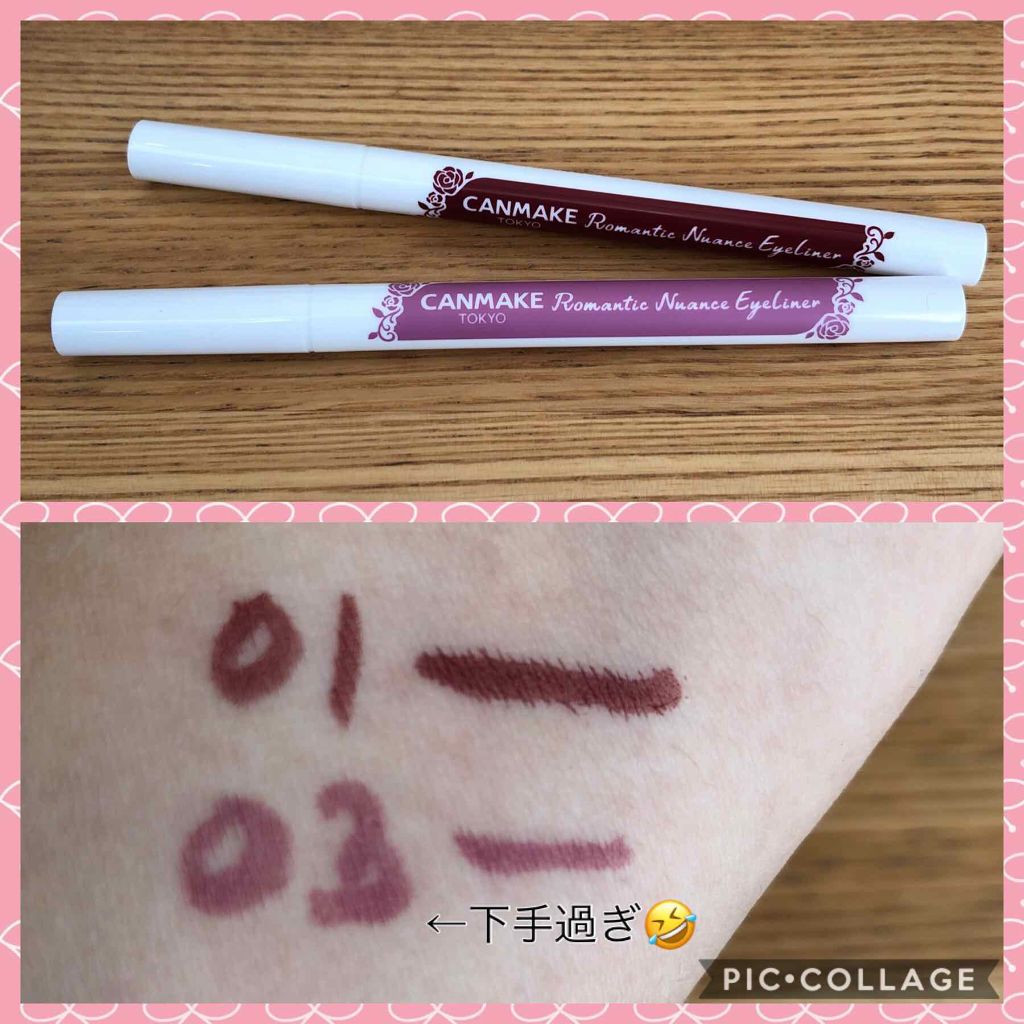 CANMAKE Romantic Nuance Eyeliner
TOKYO
CANMAKE Romantic Nuance Eyeliner
TOKYO
01
03
←下手過ぎ🤣
PIC•COLLAGE